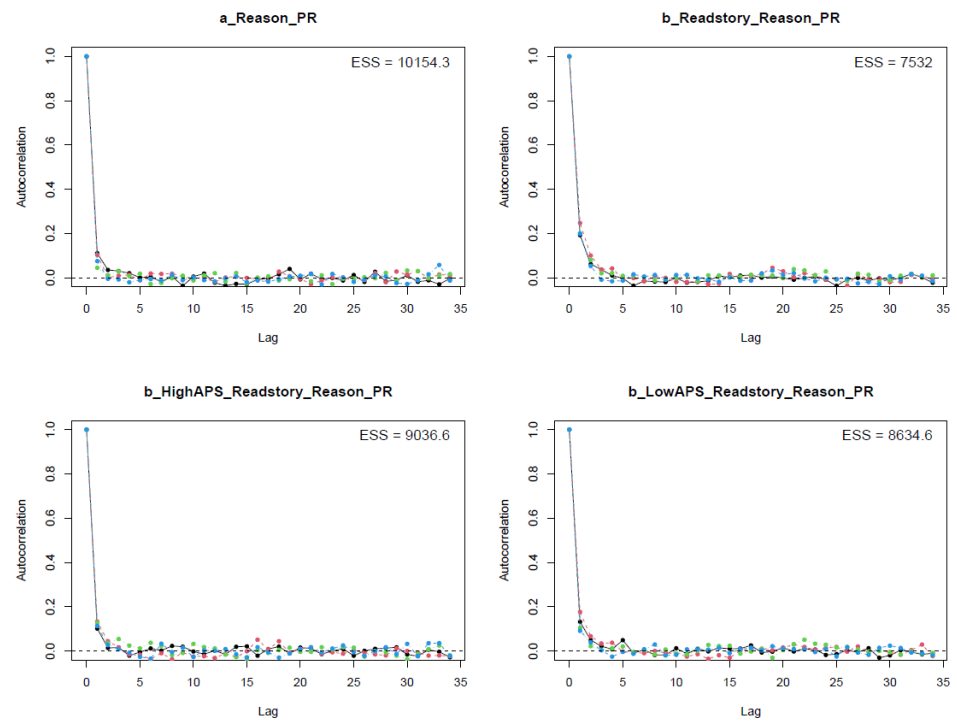 a_Reason_PR
ESS = 10154.3
Autocorrelation
0.0 0.2 0.4 0.6 0.8 1.0
0 5 10 15 20 25 30 35
Lag
b_Readstory_Reason_PR
ESS = 7532
Autocorrelation
0.0 0.2 0.4 0.6 0.8 1.0
0 5 10 15 20 25 30 35
Lag
b_HighAPS_Readstory_Reason_PR
ESS = 9036.6
Autocorrelation
0.0 0.2 0.4 0.6 0.8 1.0
0 5 10 15 20 25 30 35
Lag
b_LowAPS_Readstory_Reason_PR
ESS = 8634.6
Autocorrelation
0.0 0.2 0.4 0.6 0.8 1.0
0 5 10 15 20 25 30 35
Lag